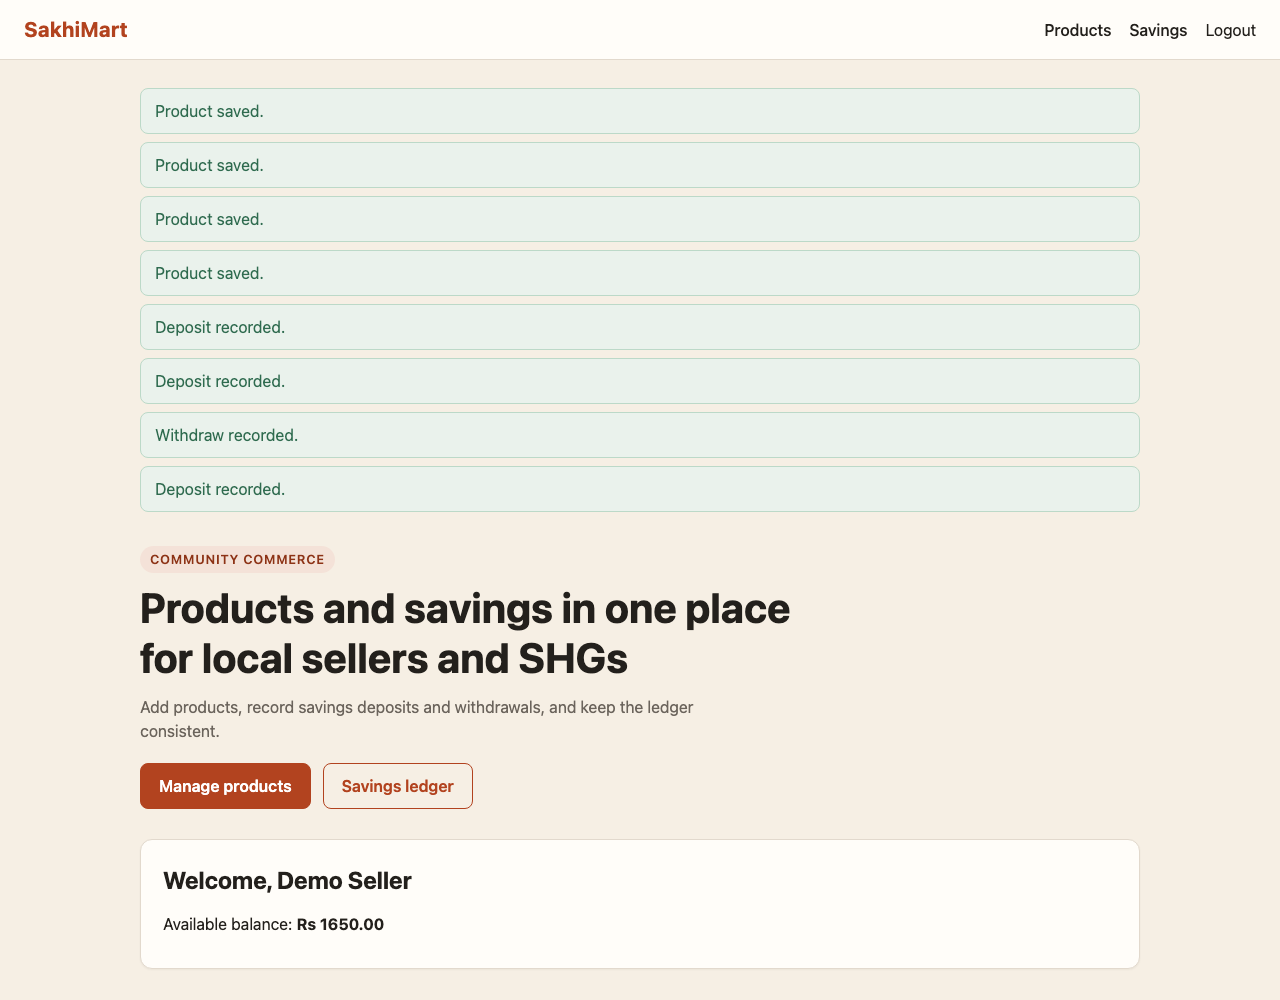 SakhiMart
Products Savings Logout
Product saved.
Product saved.
Product saved.
Product saved.
Deposit recorded.
Deposit recorded.
Withdraw recorded.
Deposit recorded.
COMMUNITY COMMERCE
Products and savings in one place
for local sellers and SHGs
Add products, record savings deposits and withdrawals, and keep the ledger
consistent.
Manage products
Savings ledger
Welcome, Demo Seller
Available balance: Rs 1650.00